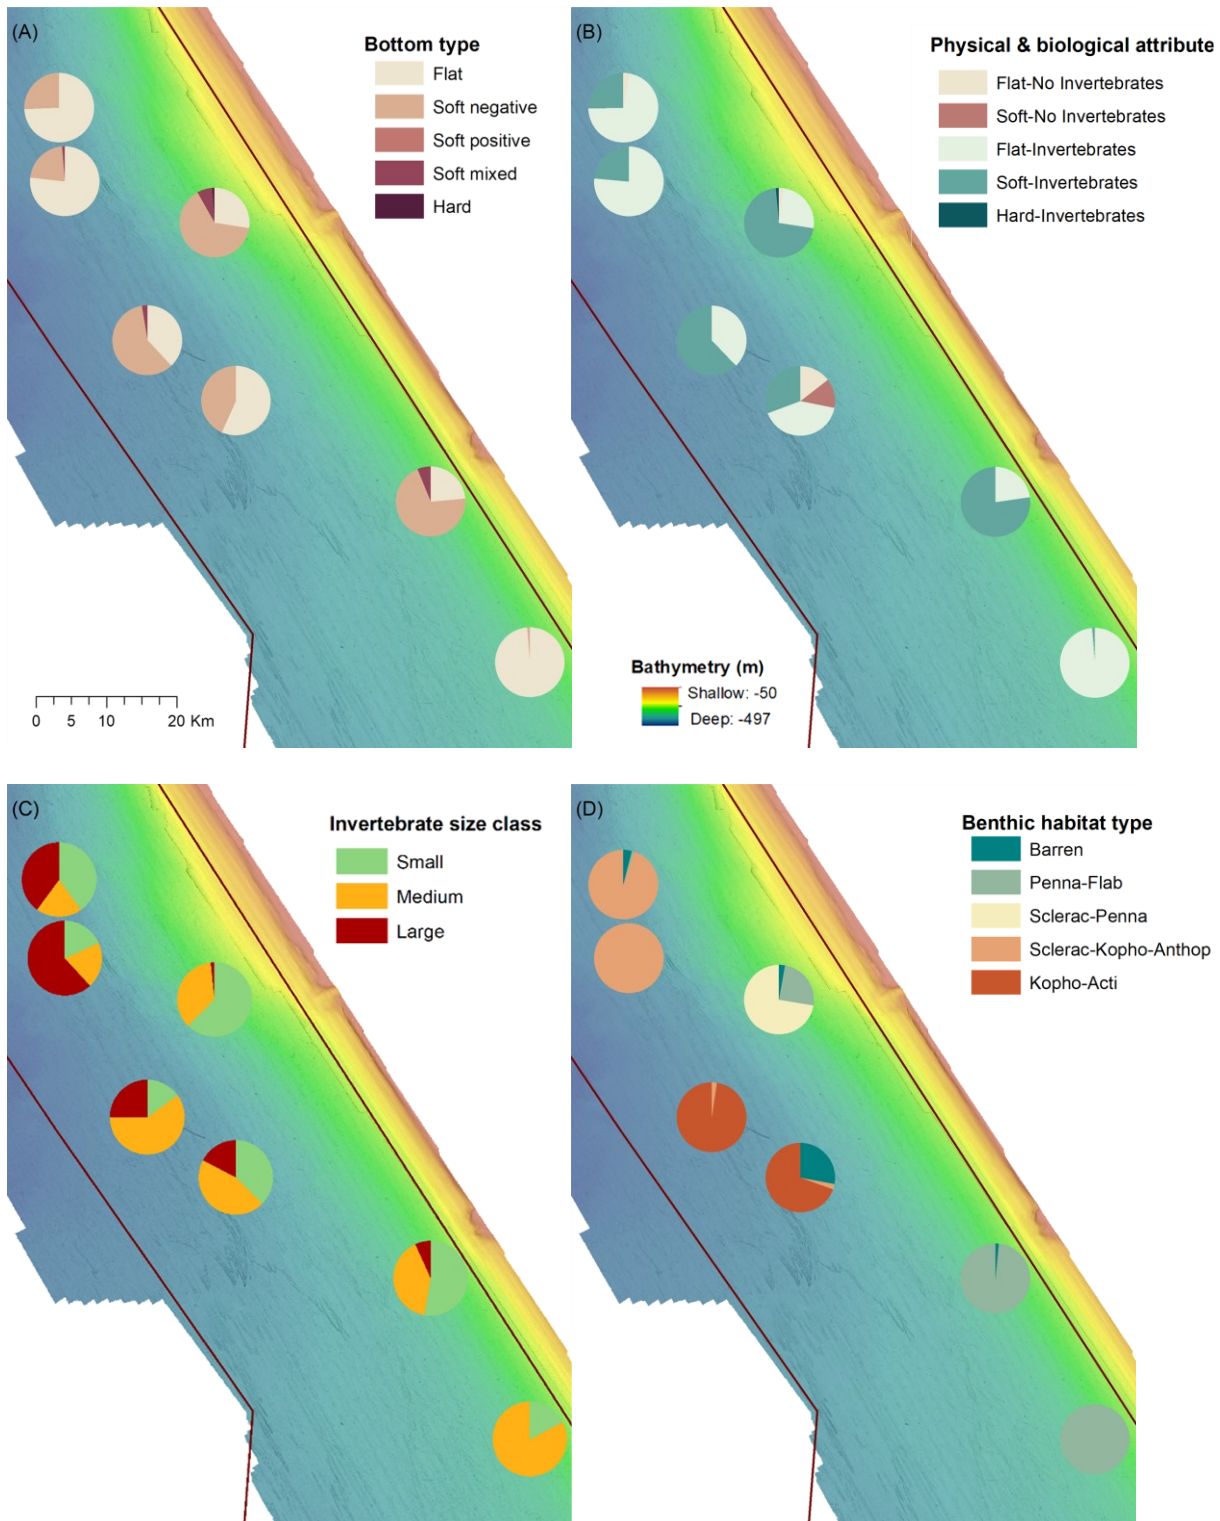 (A)
Bottom type
Flat
Soft negative
Soft positive
Soft mixed
Hard
0 5 10 20 Km
(B)
Physical & biological attribute
Flat-No Invertebrates
Soft-No Invertebrates
Flat-Invertebrates
Soft-Invertebrates
Hard-Invertebrates
Bathymetry (m)
Shallow: -50
Deep: -497
(C)
Invertebrate size class
Small
Medium
Large
(D)
Benthic habitat type
Barren
Penna-Flab
Sclerac-Penna
Sclerac-Kopho-Anthop
Kopho-Acti